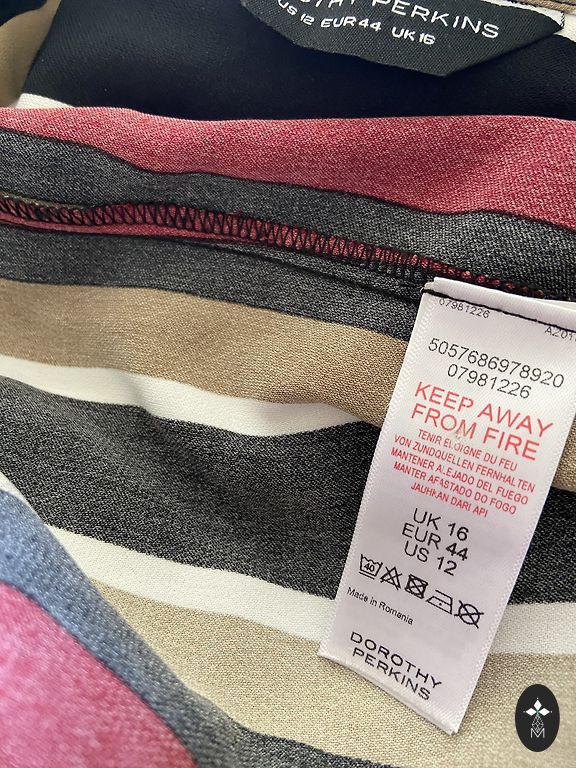 PERKINS
US 12 EUR 44 UK 16
07981226
5057686978920
07981226
KEEP AWAY
FROM FIRE
TENIR ELOIGNE DU FEU
VON ZUNDQUELLEN FERNHALTEN
MANTENER ALEJADO DEL FUEGO
MANTER AFASTADO DO FOGO
JAUHKAN DARI API
UK 16
EUR 44
US 12
40
Made in Romania
DOROTHY
PERKINS
M